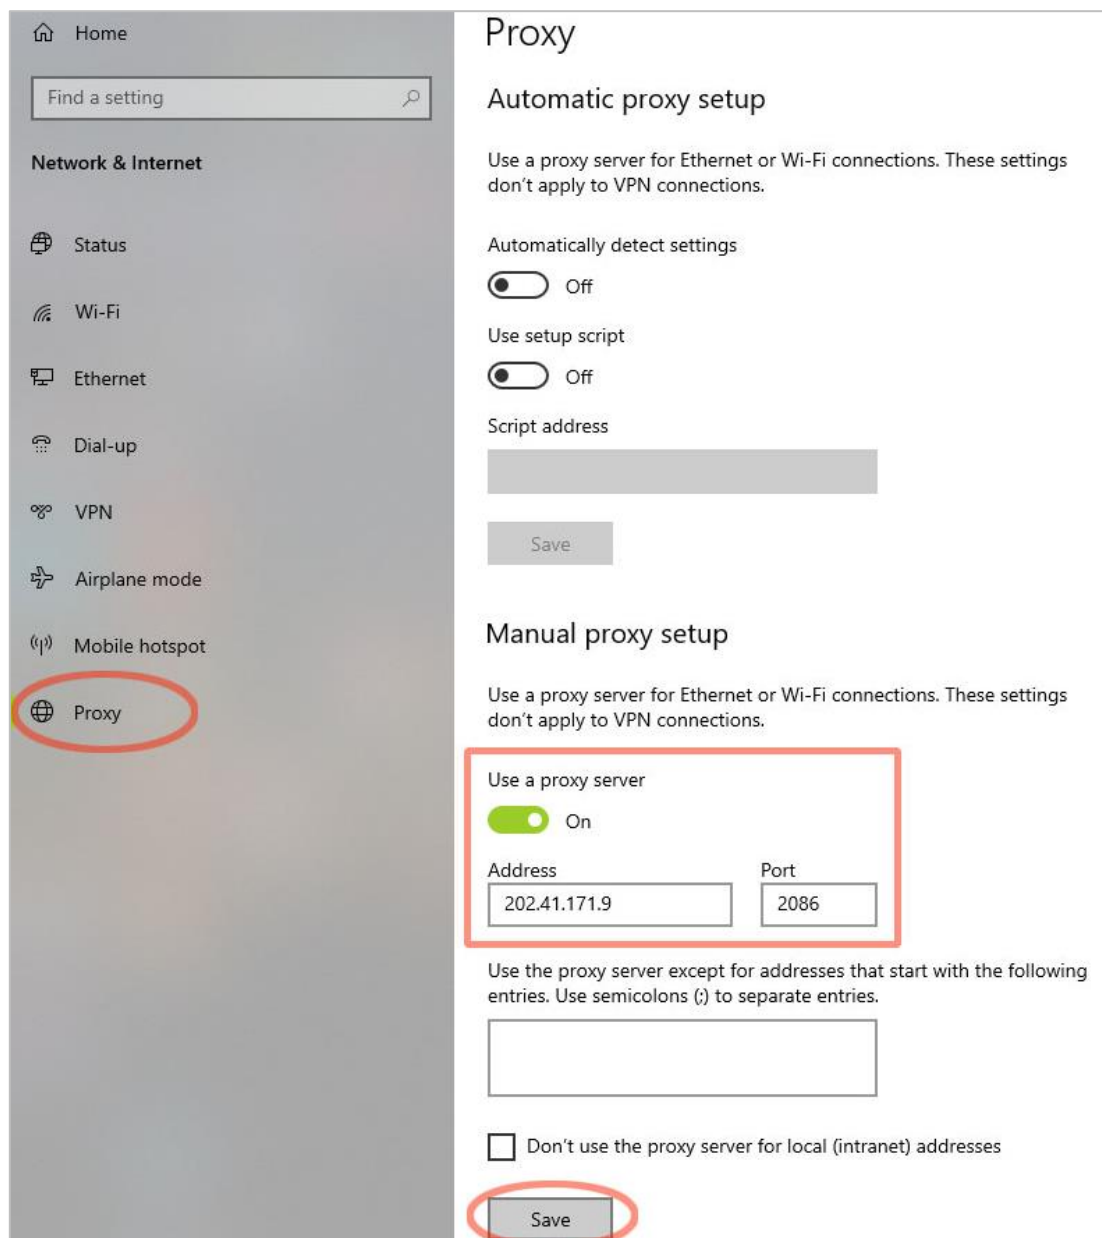 Home
Find a setting
Network & Internet
Status
Wi-Fi
Ethernet
Dial-up
VPN
Airplane mode
Mobile hotspot
Proxy
Proxy
Automatic proxy setup
Use a proxy server for Ethernet or Wi-Fi connections. These settings
don't apply to VPN connections.
Automatically detect settings
Off
Use setup script
Off
Script address
Save
Manual proxy setup
Use a proxy server for Ethernet or Wi-Fi connections. These settings
don't apply to VPN connections.
Use a proxy server
On
Address Port
202.41.171.9 2086
Use the proxy server except for addresses that start with the following
entries. Use semicolons (;) to separate entries.
Don't use the proxy server for local (intranet) addresses
Save